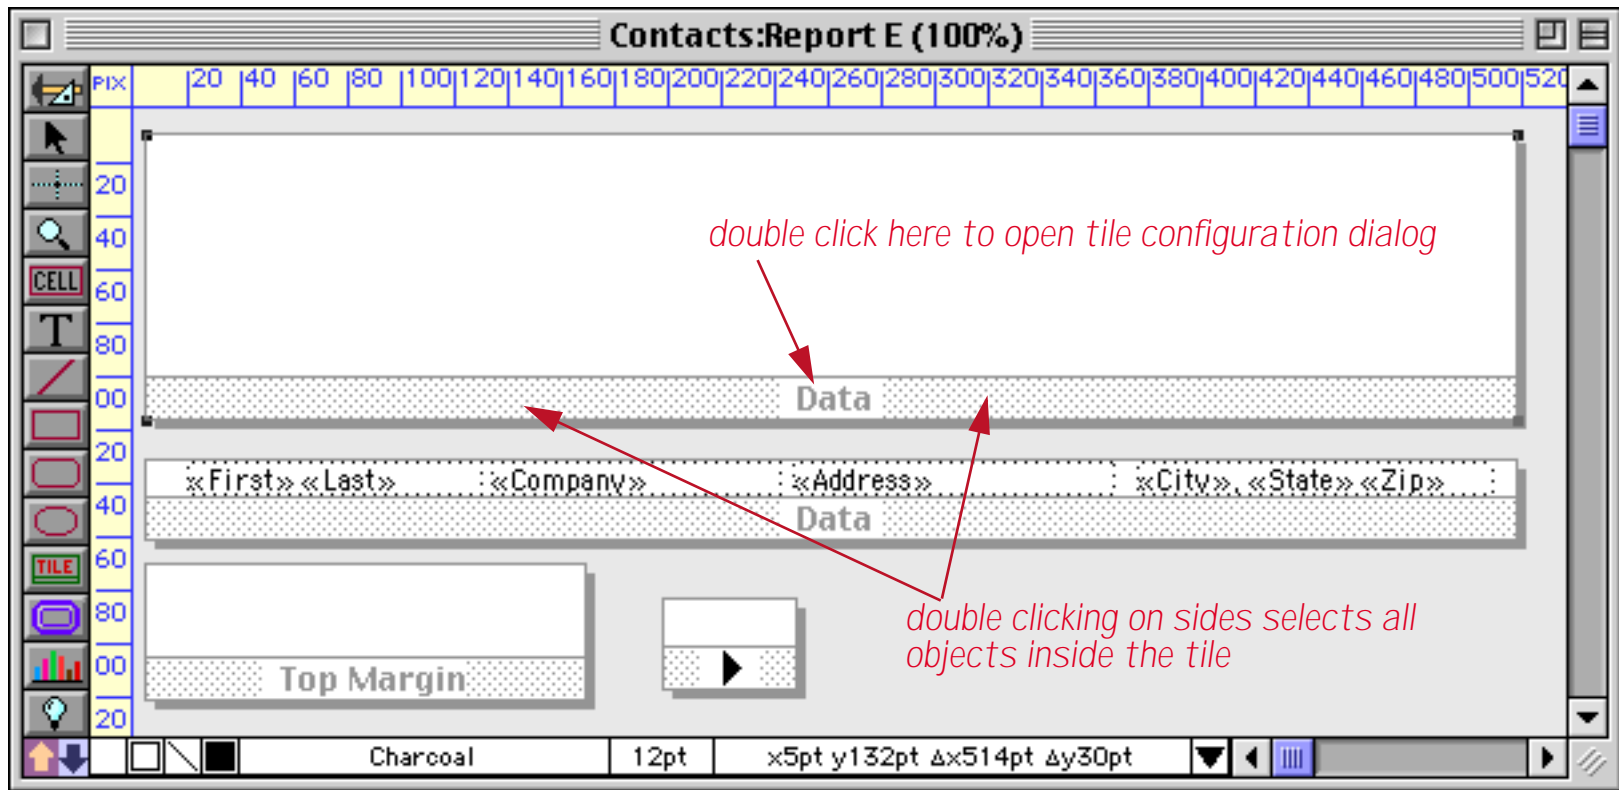 Contacts:Report E (100%)
PIX 20 40 60 80 100 120 140 160 180 200 220 240 260 280 300 320 340 360 380 400 420 440 460 480 500 520
20
double click here to open tile configuration dialog
40
CELL
60
T
80
00
Data
20
«First» «Last» «Company» «Address» «City», «State» «Zip»
40
Data
60
TILE
80
double clicking on sides selects all
objects inside the tile
00
Top Margin
20
Charcoal 12pt x5pt y132pt Δx514pt Δy30pt